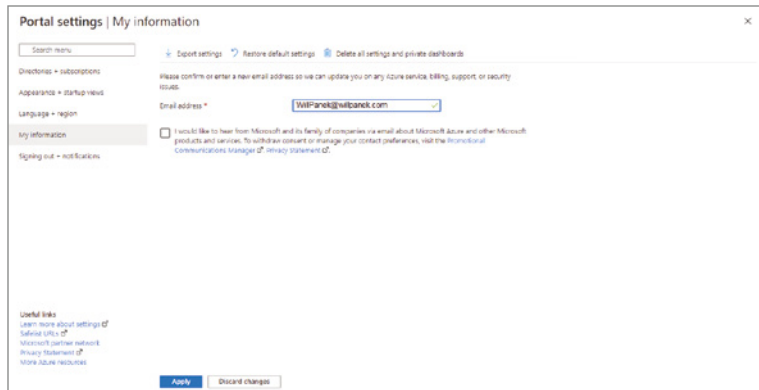 Portal settings | My information
Search menu
Directories + subscriptions
Appearance + startup views
Language + region
My information
Signing out + notifications
Export settings Restore default settings Delete all settings and private dashboards
Please confirm or enter a new email address so we can update you on any Azure service, billing, support, or security
issues.
Email address *
WillPanek@willpanek.com
I would like to hear from Microsoft and its family of companies via email about Microsoft Azure and other Microsoft
products and services. To withdraw consent or manage your contact preferences, visit the Promotional
Communications Manager. Privacy Statement.
Useful links
Learn more about settings
Safelist URLs
Microsoft partner network
Privacy Statement
More Azure resources
Apply Discard changes